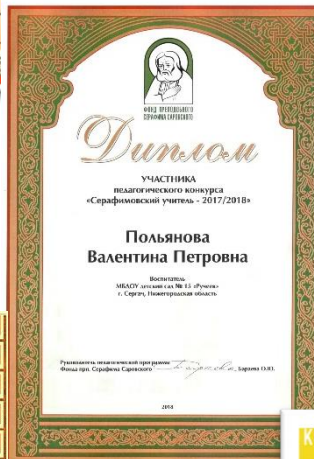 ФОНД ПРЕПОДОБНОГО
СЕРАФИМА САРОВСКОГО
Диплом
УЧАСТНИКА
педагогического конкурса
«Серафимовский учитель - 2017/2018»
Польянова
Валентина Петровна
Воспитатель
МБДОУ детский сад № 15 «Ручеек»
г. Сергач, Нижегородская область
Руководитель педагогической программы
Фонда прп. Серафима Саровского
2018
К